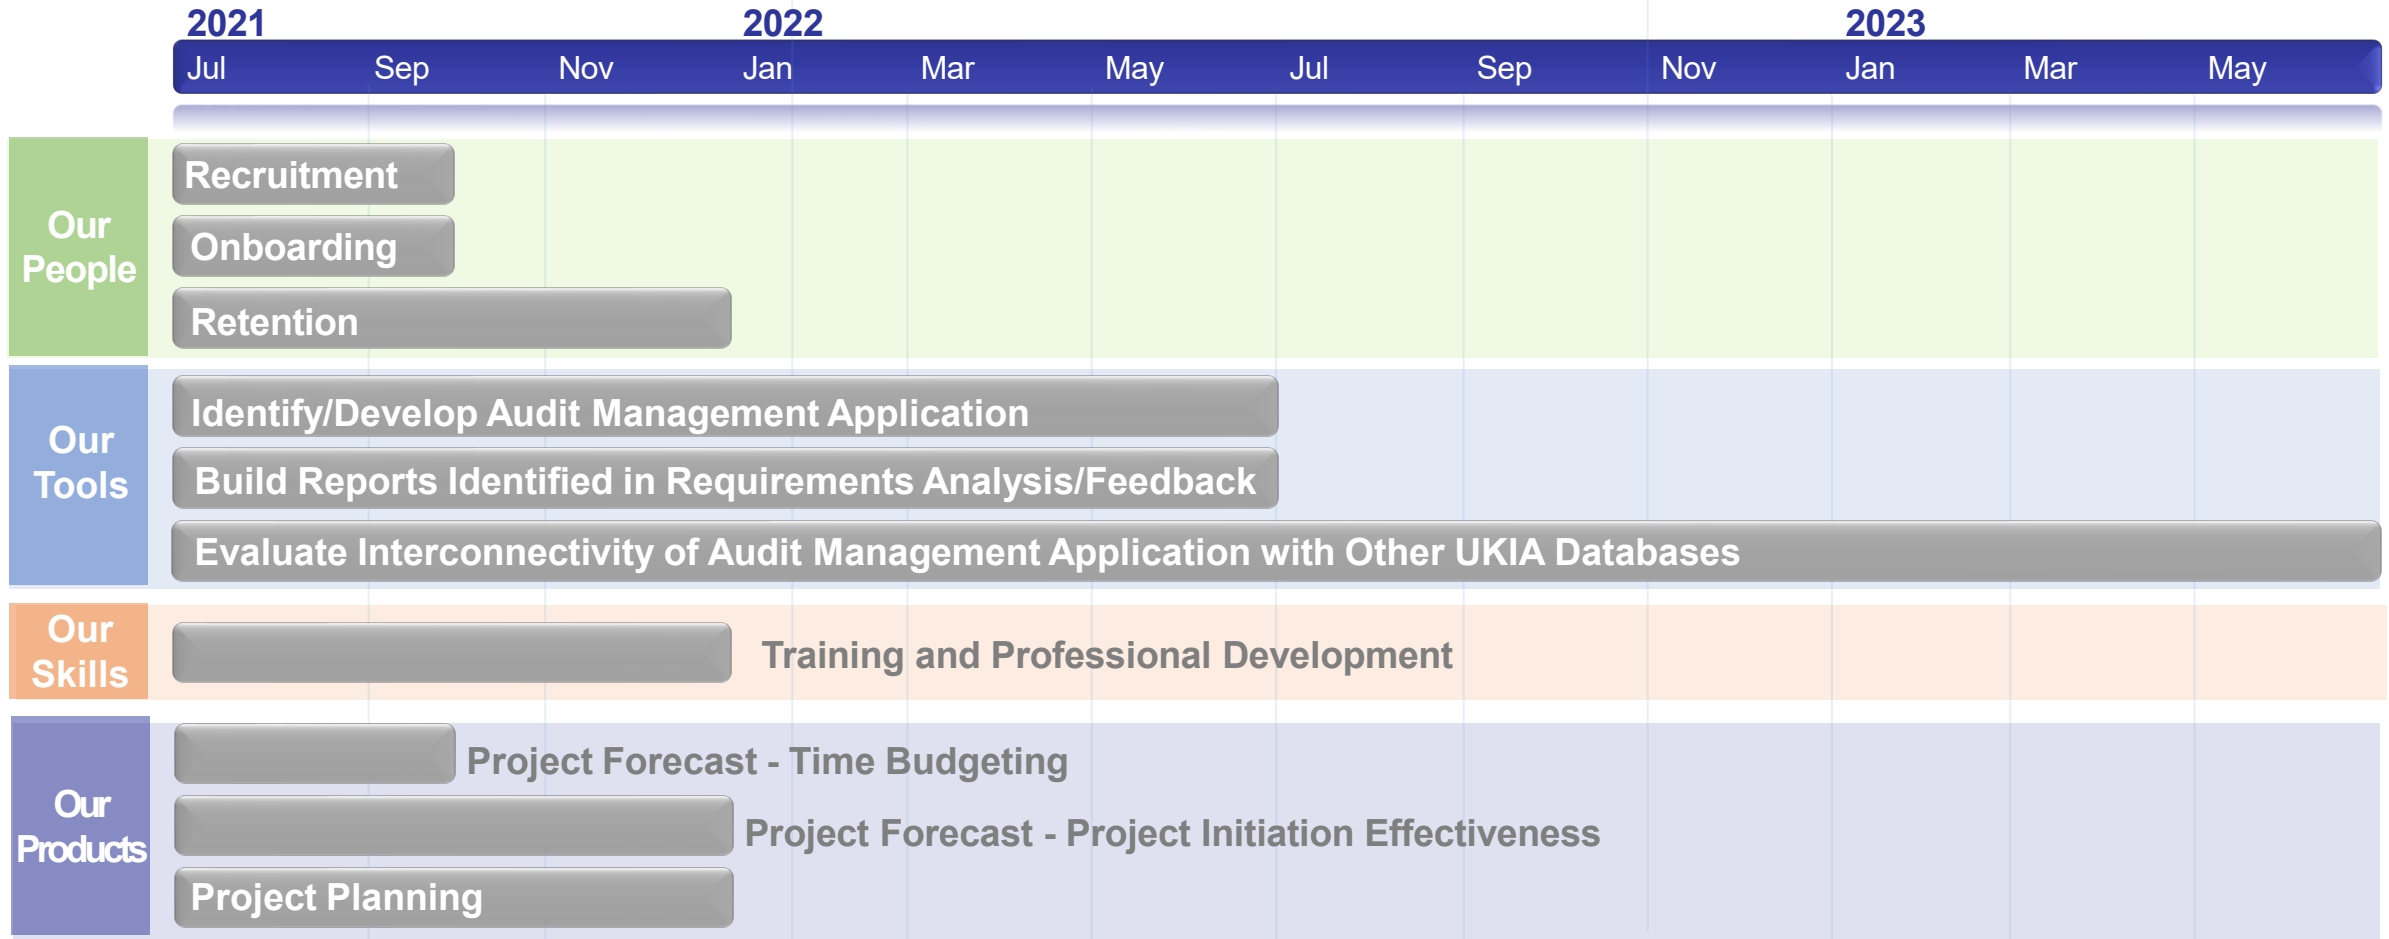 2021 2022 2023
Jul Sep Nov Jan Mar May Jul Sep Nov Jan Mar May
Our
People
Recruitment
Onboarding
Retention
Our
Tools
Identify/Develop Audit Management Application
Build Reports Identified in Requirements Analysis/Feedback
Evaluate Interconnectivity of Audit Management Application with Other UKIA Databases
Our
Skills
Training and Professional Development
Our
Products
Project Forecast - Time Budgeting
Project Forecast - Project Initiation Effectiveness
Project Planning